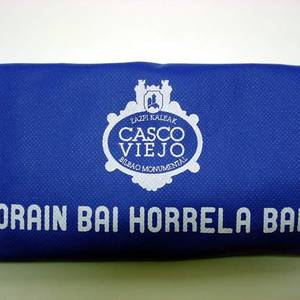 ZAZPI KALEAK
CASCO
VIEJO
BILBAO MONUMENTAL
ORAIN BAI HORRELA BAI